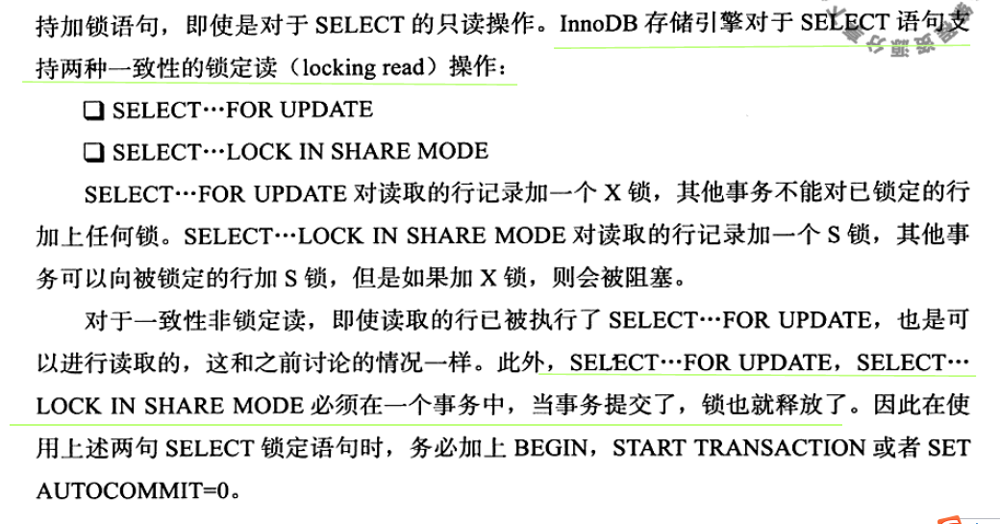 持加锁语句，即使是对于 SELECT 的只读操作。InnoDB 存储引擎对于 SELECT 语句支
持两种一致性的锁定读（locking read）操作：
❏ SELECT…FOR UPDATE
❏ SELECT…LOCK IN SHARE MODE
SELECT…FOR UPDATE 对读取的行记录加一个 X 锁，其他事务不能对已锁定的行
加上任何锁。SELECT…LOCK IN SHARE MODE 对读取的行记录加一个 S 锁，其他事
务可以向被锁定的行加 S 锁，但是如果加 X 锁，则会被阻塞。
对于一致性非锁定读，即使读取的行已被执行了 SELECT…FOR UPDATE，也是可
以进行读取的，这和之前讨论的情况一样。此外，SELECT…FOR UPDATE，SELECT…
LOCK IN SHARE MODE 必须在一个事务中，当事务提交了，锁也就释放了。因此在使
用上述两句 SELECT 锁定语句时，务必加上 BEGIN，START TRANSACTION 或者 SET
AUTOCOMMIT=0。